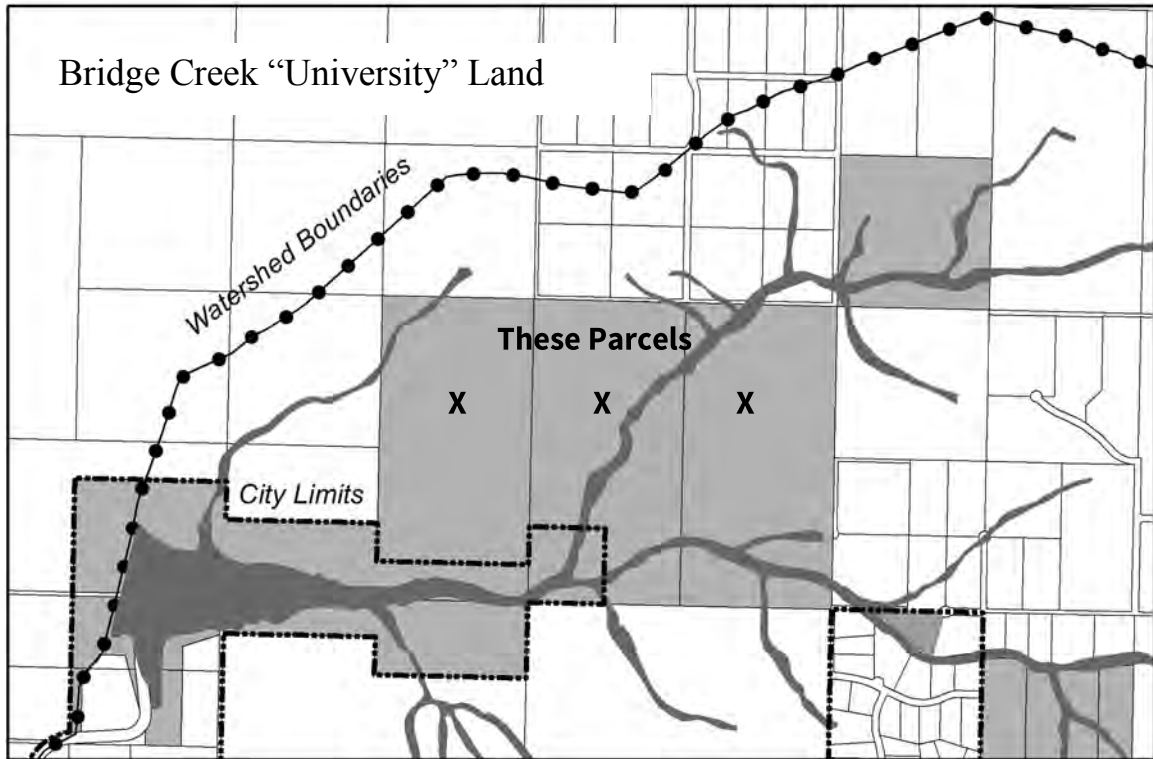 Bridge Creek “University” Land
Watershed Boundaries
These Parcels
X X X
City Limits